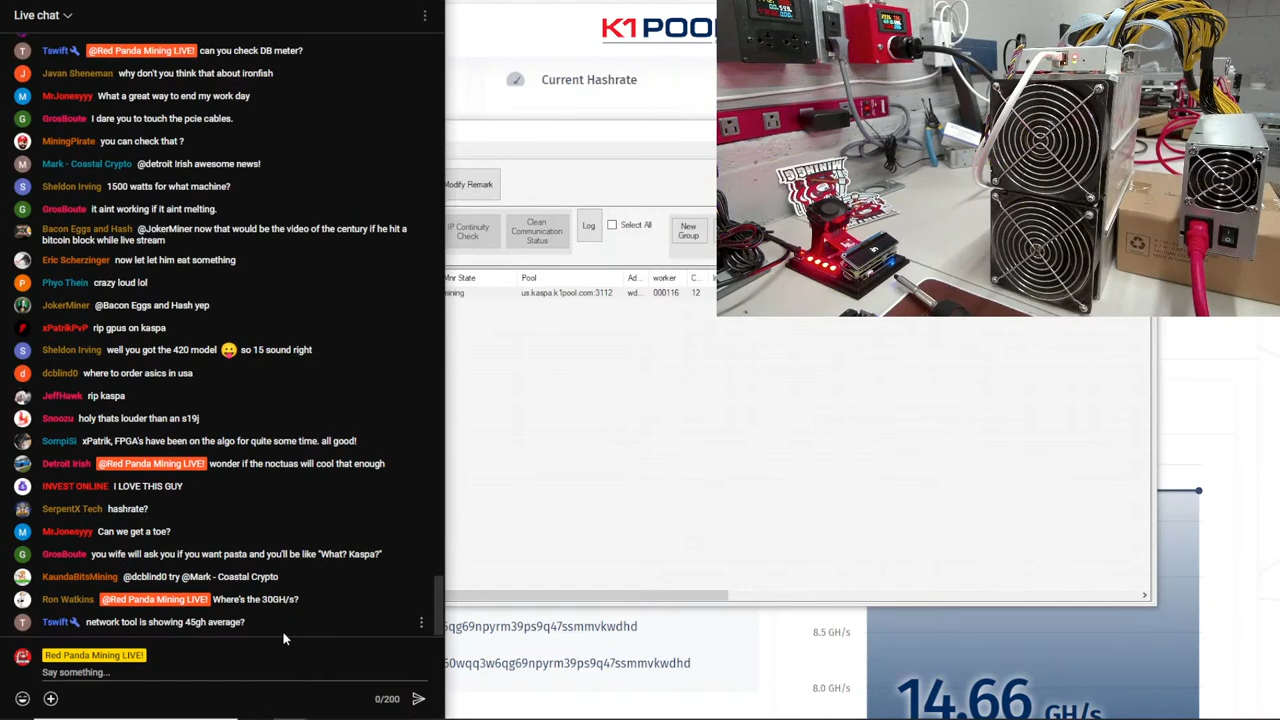 Live chat
Tswift @Red Panda Mining LIVE! can you check DB meter?
Javan Sheneman why don't you think that about ironfish
MrJonesyyy What a great way to end my work day
GrosBoute I dare you to touch the pcie cables.
MiningPirate you can check that ?
Mark - Coastal Crypto @detroit Irish awesome news!
Sheldon Irving 1500 watts for what machine?
GrosBoute it aint working if it aint melting.
Bacon Eggs and Hash @JokerMiner now that would be the video of the century if he hit a
bitcoin block while live stream
Eric Scherzinger now let let him eat something
Phyo Thein crazy loud lol
JokerMiner @Bacon Eggs and Hash yep
xPatrikPvP rip gpus on kaspa
Sheldon Irving well you got the 420 model 😛 so 15 sound right
dcblind0 where to order asics in usa
JeffHawk rip kaspa
Snoozu holy thats louder than an s19j
SompiSi xPatrik, FPGA's have been on the algo for quite some time. all good!
Detroit Irish @Red Panda Mining LIVE! wonder if the noctuas will cool that enough
INVEST ONLINE I LOVE THIS GUY
SerpentX Tech hashrate?
MrJonesyyy Can we get a toe?
GrosBoute you wife will ask you if you want pasta and you'll be like "What? Kaspa?"
KaundaBitsMining @dcblind0 try @Mark - Coastal Crypto
Ron Watkins @Red Panda Mining LIVE! Where's the 30GH/s?
Tswift network tool is showing 45gh average?
Red Panda Mining LIVE!
Say something...
0/200
K1POOL
Current Hashrate
Modify Remark
IP Continuity
Check
Clean
Communication
Status
Log
Select All
New
Group
Mnr State Pool Ad... worker C...
mining us.kaspa.k1pool.com:3112 wd... 000116 12
6qg69npyrm39ps9q47ssmmvkwdhd
60wqq3w6qg69npyrm39ps9q47ssmmvkwdhd
8.5 GH/s
8.0 GH/s
14.66 GH/s